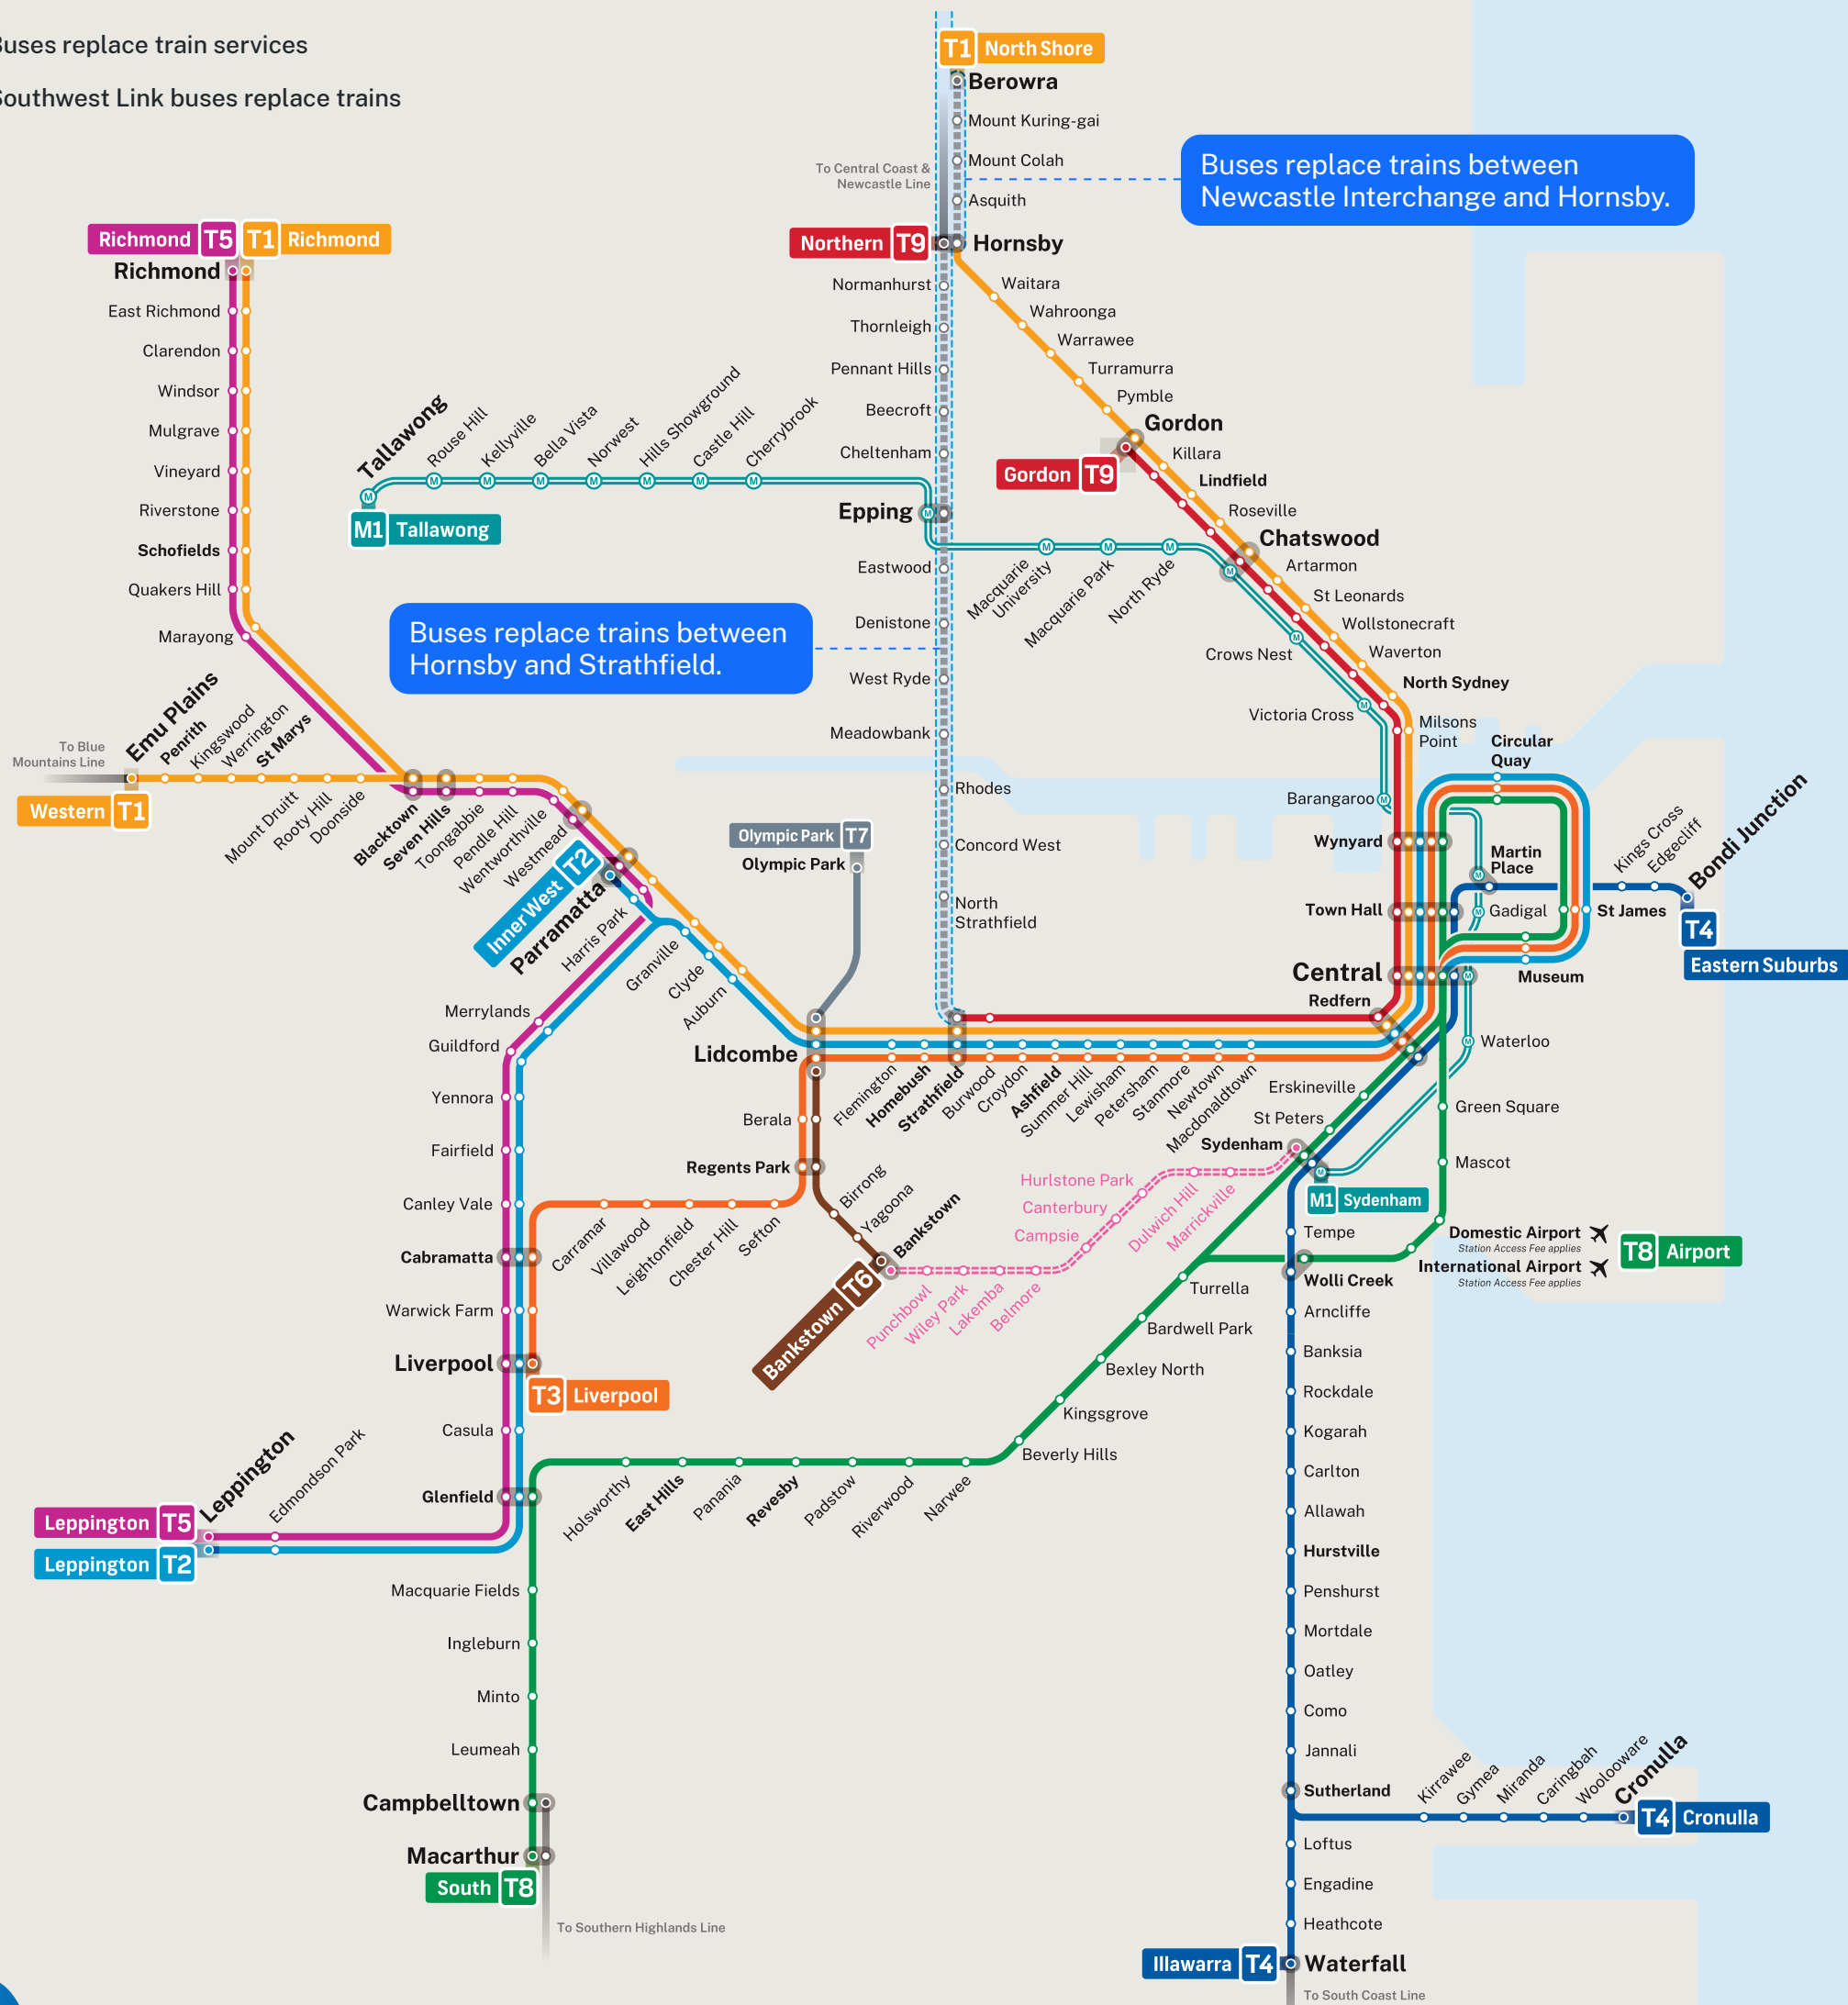 uses replace train services
outhwest Link buses replace trains
T1 North Shore
Berowra
Mount Kuring-gai
Mount Colah
Asquith
To Central Coast &
Newcastle Line
Buses replace trains between
Newcastle Interchange and Hornsby.
Northern T9
Hornsby
Richmond T5
T1 Richmond
Richmond
East Richmond
Clarendon
Windsor
Mulgrave
Vineyard
Riverstone
Schofields
Quakers Hill
Marayong
Normanhurst
Thornleigh
Pennant Hills
Beecroft
Cheltenham
Epping
Eastwood
Denistone
West Ryde
Meadowbank
Rhodes
Concord West
North
Strathfield
Waitara
Wahroonga
Warrawee
Turramurra
Pymble
Gordon
Gordon T9
Killara
Lindfield
Roseville
Chatswood
Artarmon
St Leonards
Wollstonecraft
Waverton
North Sydney
Milsons
Point
Tallawong
Rouse Hill
Kellyville
Bella Vista
Norwest
Hills Showground
Castle Hill
Cherrybrook
M1 Tallawong
Macquarie
University
Macquarie Park
North Ryde
Crows Nest
Victoria Cross
Barangaroo
Buses replace trains between
Hornsby and Strathfield.
To Blue
Mountains Line
Emu Plains
Penrith
Kingswood
Werrington
St Marys
Western T1
Mount Druitt
Rooty Hill
Doonside
Blacktown
Seven Hills
Toongabbie
Pendle Hill
Wentworthville
Westmead
Inner West T2
Parramatta
Harris Park
Granville
Clyde
Auburn
Olympic Park T7
Olympic Park
Lidcombe
Circular
Quay
Wynyard
Martin
Place
Kings Cross
Edgecliff
Bondi Junction
Town Hall
Gadigal
St James
T4
Eastern Suburbs
Central
Museum
Redfern
Waterloo
Merrylands
Guildford
Yennora
Fairfield
Canley Vale
Cabramatta
Warwick Farm
Liverpool
T3 Liverpool
Casula
Glenfield
Flemington
Homebush
Strathfield
Burwood
Croydon
Ashfield
Summer Hill
Lewisham
Petersham
Stanmore
Newtown
Macdonaldtown
Erskineville
St Peters
Sydenham
M1 Sydenham
Green Square
Mascot
Berala
Regents Park
Birrong
Yagoona
Bankstown
Bankstown T6
Carramar
Villawood
Leightonfield
Chester Hill
Sefton
Hurlstone Park
Canterbury
Campsie
Dulwich Hill
Marrickville
Punchbowl
Wiley Park
Lakemba
Belmore
Tempe
Domestic Airport
Station Access Fee applies
International Airport
Station Access Fee applies
T8 Airport
Wolli Creek
Turrella
Bardwell Park
Bexley North
Kingsgrove
Beverly Hills
Arncliffe
Banksia
Rockdale
Kogarah
Carlton
Allawah
Hurstville
Penshurst
Mortdale
Oatley
Como
Jannali
Sutherland
Leppington
Edmondson Park
Leppington T5
Leppington T2
Holsworthy
East Hills
Panania
Revesby
Padstow
Riverwood
Narwee
Macquarie Fields
Ingleburn
Minto
Leumeah
Campbelltown
Macarthur
South T8
To Southern Highlands Line
Kirrawee
Gymea
Miranda
Caringbah
Woolooware
Cronulla
T4 Cronulla
Loftus
Engadine
Heathcote
Illawarra T4
Waterfall
To South Coast Line